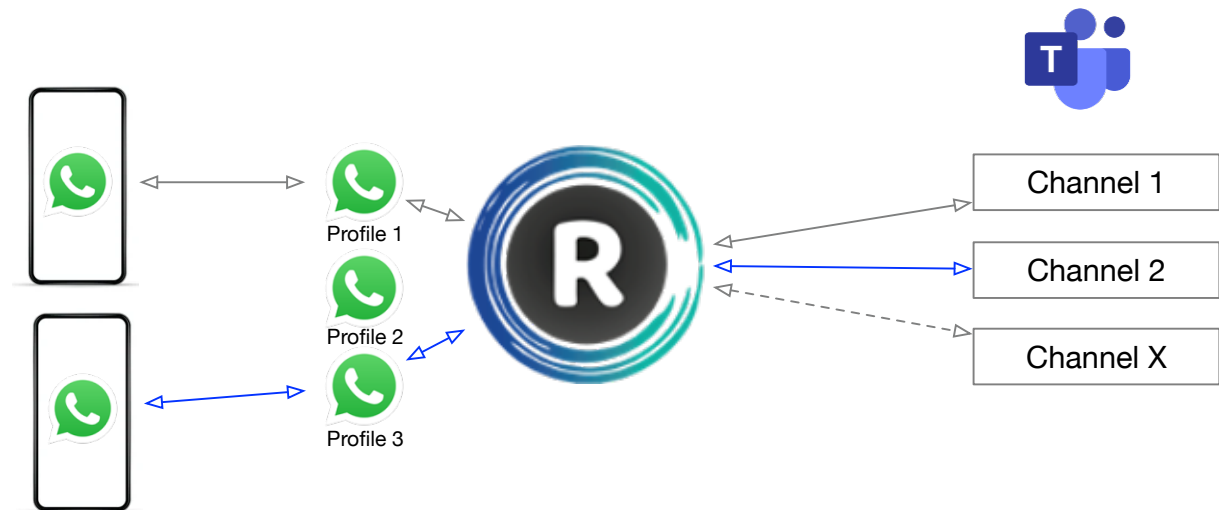 T
Profile 1
Profile 2
Profile 3
R
Channel 1
Channel 2
Channel X